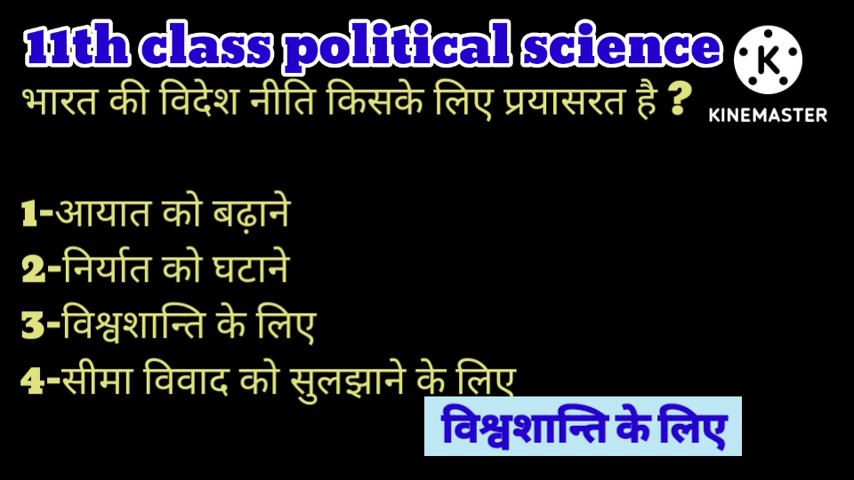 11th class political science
KINEMASTER
भारत की विदेश नीति किसके लिए प्रयासरत है ?
1-आयात को बढ़ाने
2-निर्यात को घटाने
3-विश्वशान्ति के लिए
4-सीमा विवाद को सुलझाने के लिए
विश्वशान्ति के लिए